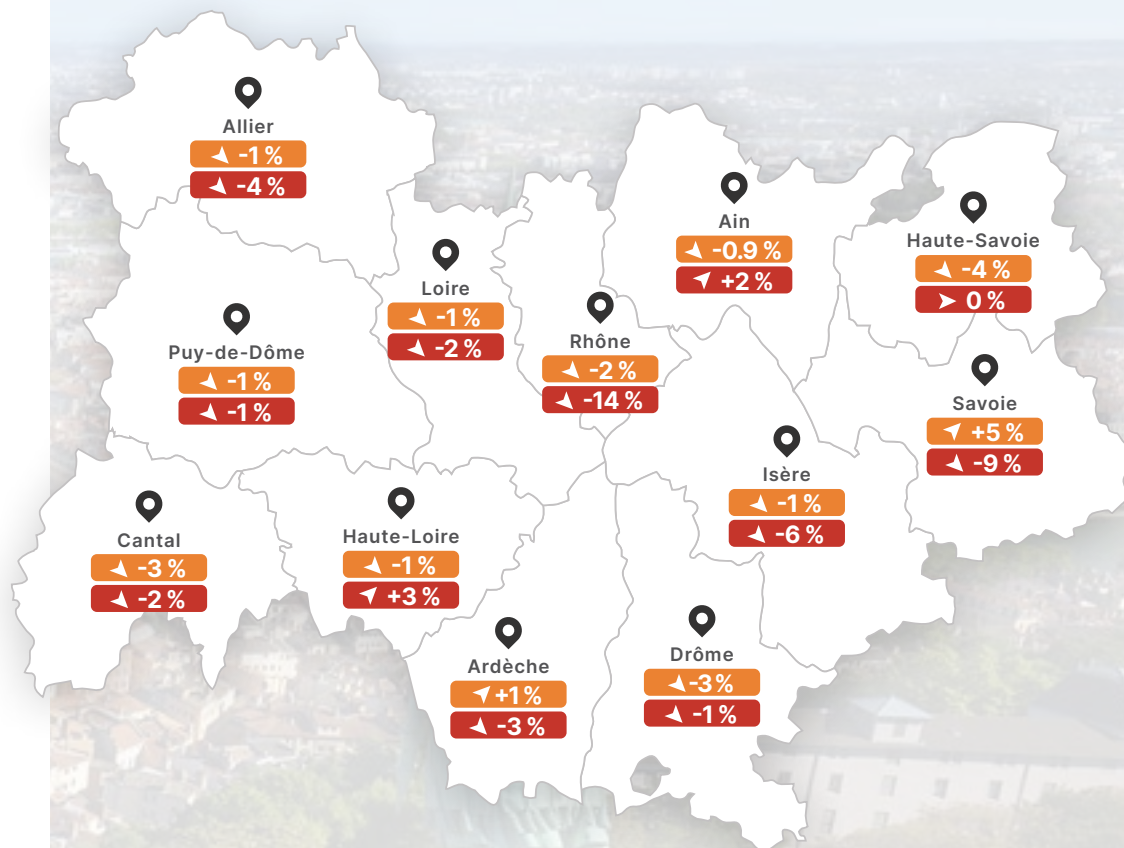 Allier
-1 %
-4 %
Ain
-0.9 %
+2 %
Haute-Savoie
-4 %
0 %
Loire
-1 %
-2 %
Puy-de-Dôme
-1 %
-1 %
Rhône
-2 %
-14 %
Savoie
+5 %
-9 %
Isère
-1 %
-6 %
Cantal
-3 %
-2 %
Haute-Loire
-1 %
+3 %
Ardèche
+1 %
-3 %
Drôme
-3 %
-1 %